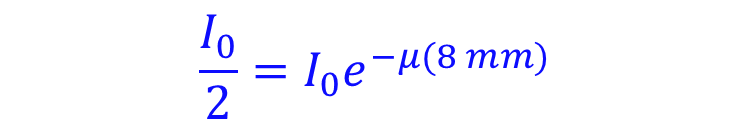 I₀/2 = I₀e^{−μ(8 mm)}